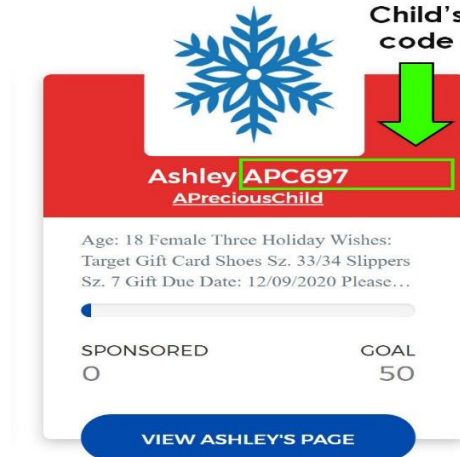 Child's
code
Ashley APC697
APreciousChild
Age: 18 Female Three Holiday Wishes:
Target Gift Card Shoes Sz. 33/34 Slippers
Sz. 7 Gift Due Date: 12/09/2020 Please...
SPONSORED GOAL
0 50
VIEW ASHLEY'S PAGE